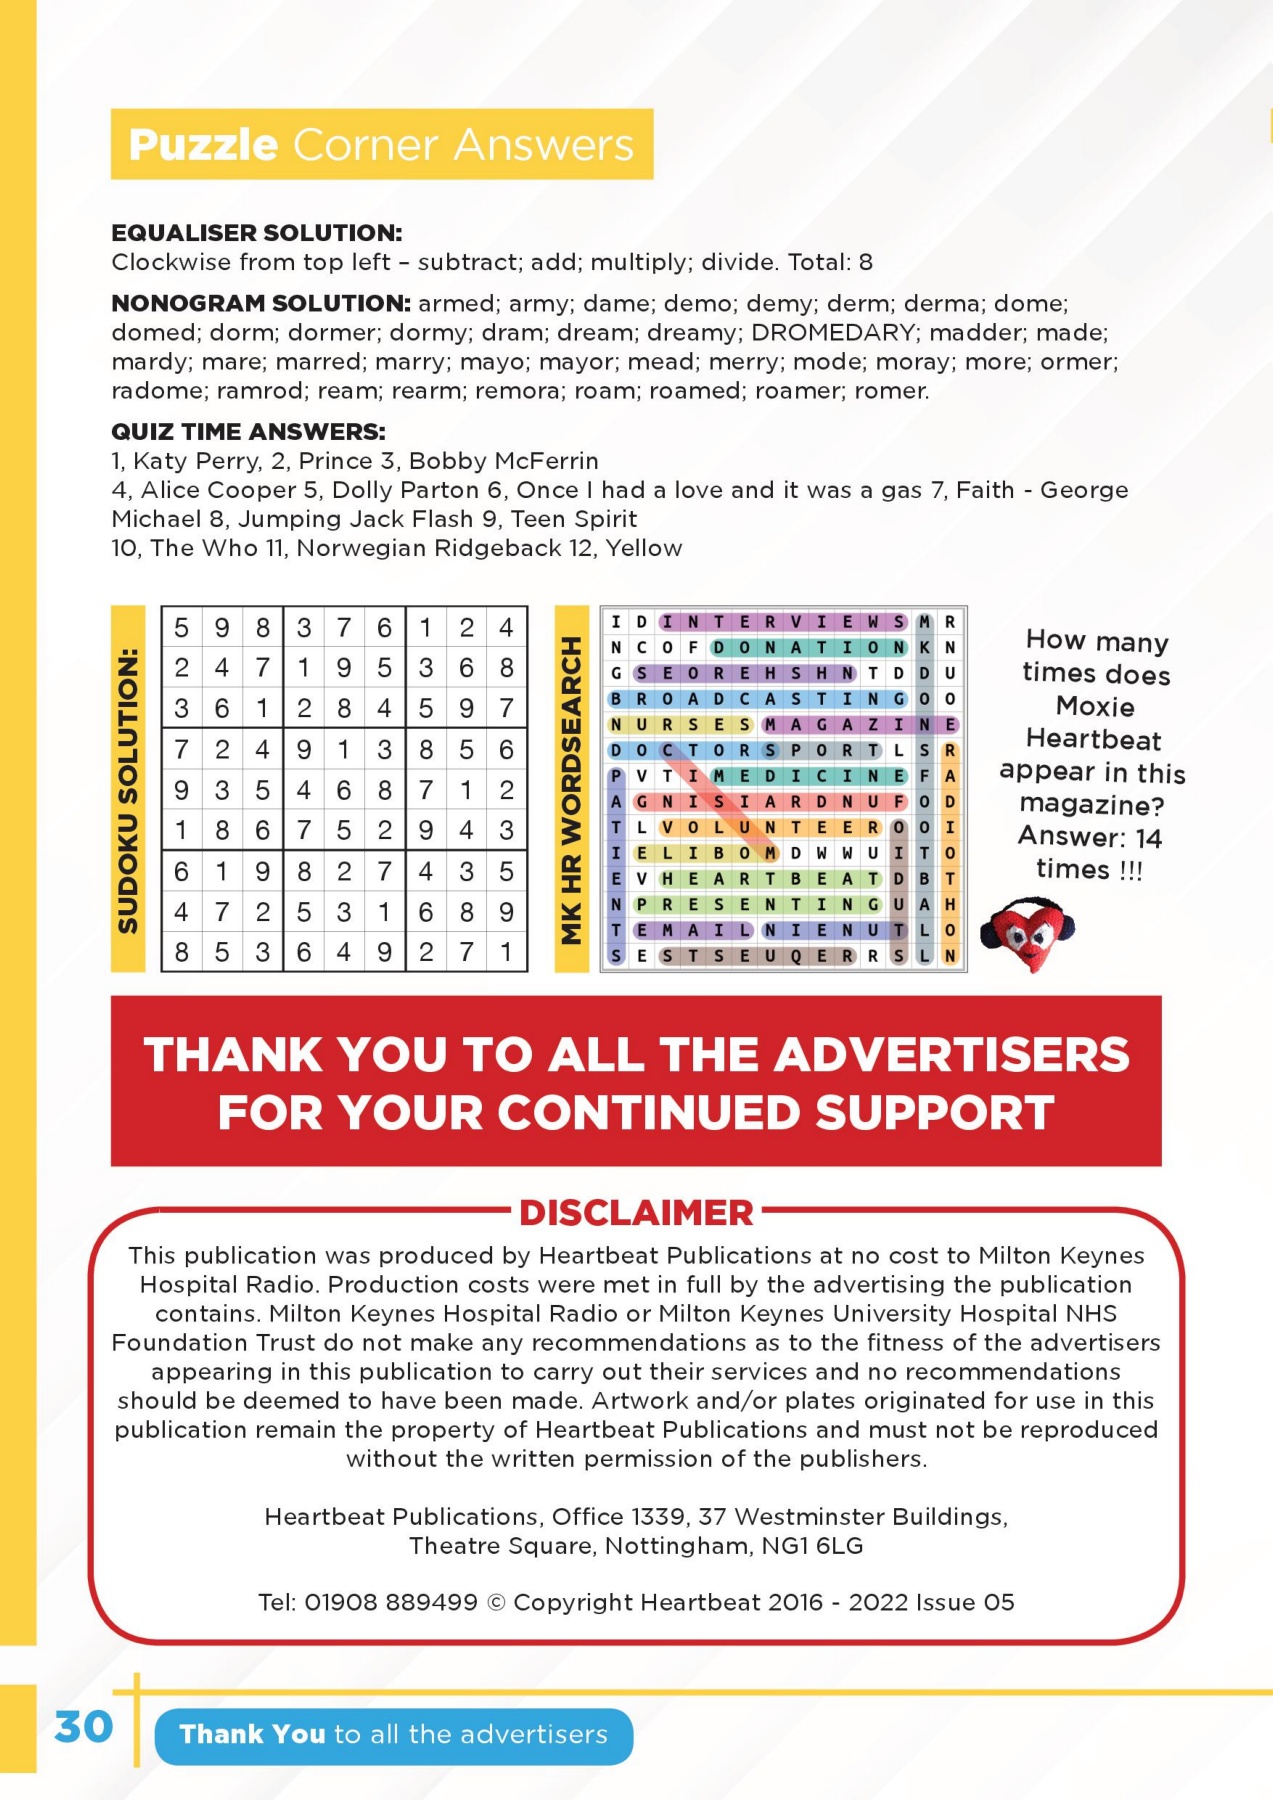 Puzzle Corner Answers
EQUALISER SOLUTION:
Clockwise from top left – subtract; add; multiply; divide. Total: 8
NONOGRAM SOLUTION: armed; army; dame; demo; demy; derm; derma; dome;
domed; dorm; dormer; dormy; dram; dream; dreamy; DROMEDARY; madder; made;
mardy; mare; marred; marry; mayo; mayor; mead; merry; mode; moray; more; ormer;
radome; ramrod; ream; rearm; remora; roam; roamed; roamer; romer.
QUIZ TIME ANSWERS:
1, Katy Perry, 2, Prince 3, Bobby McFerrin
4, Alice Cooper 5, Dolly Parton 6, Once I had a love and it was a gas 7, Faith - George
Michael 8, Jumping Jack Flash 9, Teen Spirit
10, The Who 11, Norwegian Ridgeback 12, Yellow
SUDOKU SOLUTION:
5 9 8 3 7 6 1 2 4
2 4 7 1 9 5 3 6 8
3 6 1 2 8 4 5 9 7
7 2 4 9 1 3 8 5 6
9 3 5 4 6 8 7 1 2
1 8 6 7 5 2 9 4 3
6 1 9 8 2 7 4 3 5
4 7 2 5 3 1 6 8 9
8 5 3 6 4 9 2 7 1
MK HR WORDSEARCH
I D I N T E R V I E W S M R
N C O F D O N A T I O N K N
G S E O R E H S H N T D D U
B R O A D C A S T I N G O O
N U R S E S M A G A Z I N E
D O C T O R S P O R T L S R
P V T I M E D I C I N E F A
A G N I S I A R D N U F O D
T L V O L U N T E E R O O I
I E L I B O M D W W U I T O
E V H E A R T B E A T D B T
N P R E S E N T I N G U A H
T E M A I L N I E N U T L O
S E S T S E U Q E R R S L N
How many
times does
Moxie
Heartbeat
appear in this
magazine?
Answer: 14
times !!!
THANK YOU TO ALL THE ADVERTISERS
FOR YOUR CONTINUED SUPPORT
DISCLAIMER
This publication was produced by Heartbeat Publications at no cost to Milton Keynes
Hospital Radio. Production costs were met in full by the advertising the publication
contains. Milton Keynes Hospital Radio or Milton Keynes University Hospital NHS
Foundation Trust do not make any recommendations as to the fitness of the advertisers
appearing in this publication to carry out their services and no recommendations
should be deemed to have been made. Artwork and/or plates originated for use in this
publication remain the property of Heartbeat Publications and must not be reproduced
without the written permission of the publishers.
Heartbeat Publications, Office 1339, 37 Westminster Buildings,
Theatre Square, Nottingham, NG1 6LG
Tel: 01908 889499 © Copyright Heartbeat 2016 - 2022 Issue 05
30
Thank You to all the advertisers